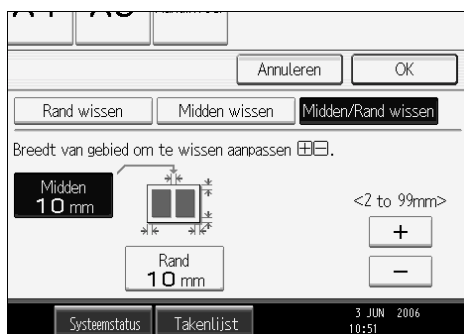 Annuleren OK
Rand wissen Midden wissen Midden/Rand wissen
Breedt van gebied om te wissen aanpassen ⊞⊟.
Midden
10 mm
<2 to 99mm>
+
Rand
10 mm
−
Systeemstatus Takenlijst
3 JUN 2006
10:51